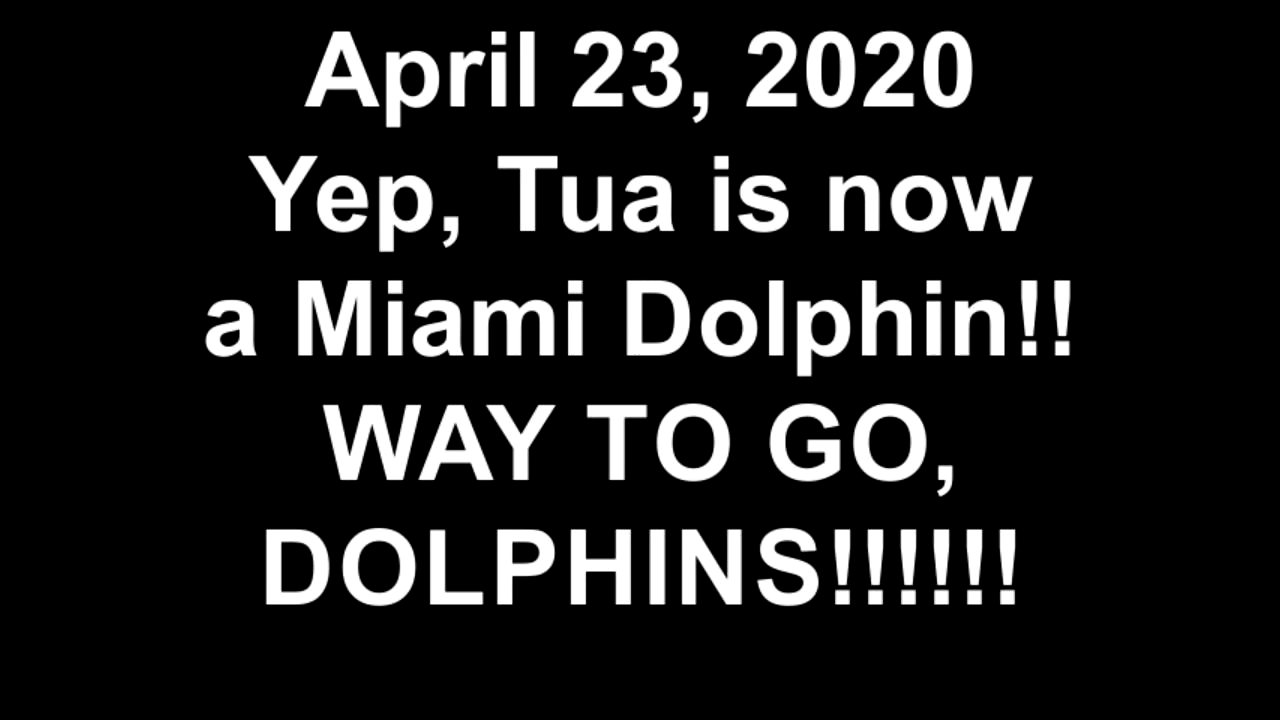 April 23, 2020
Yep, Tua is now
a Miami Dolphin!!
WAY TO GO,
DOLPHINS!!!!!!